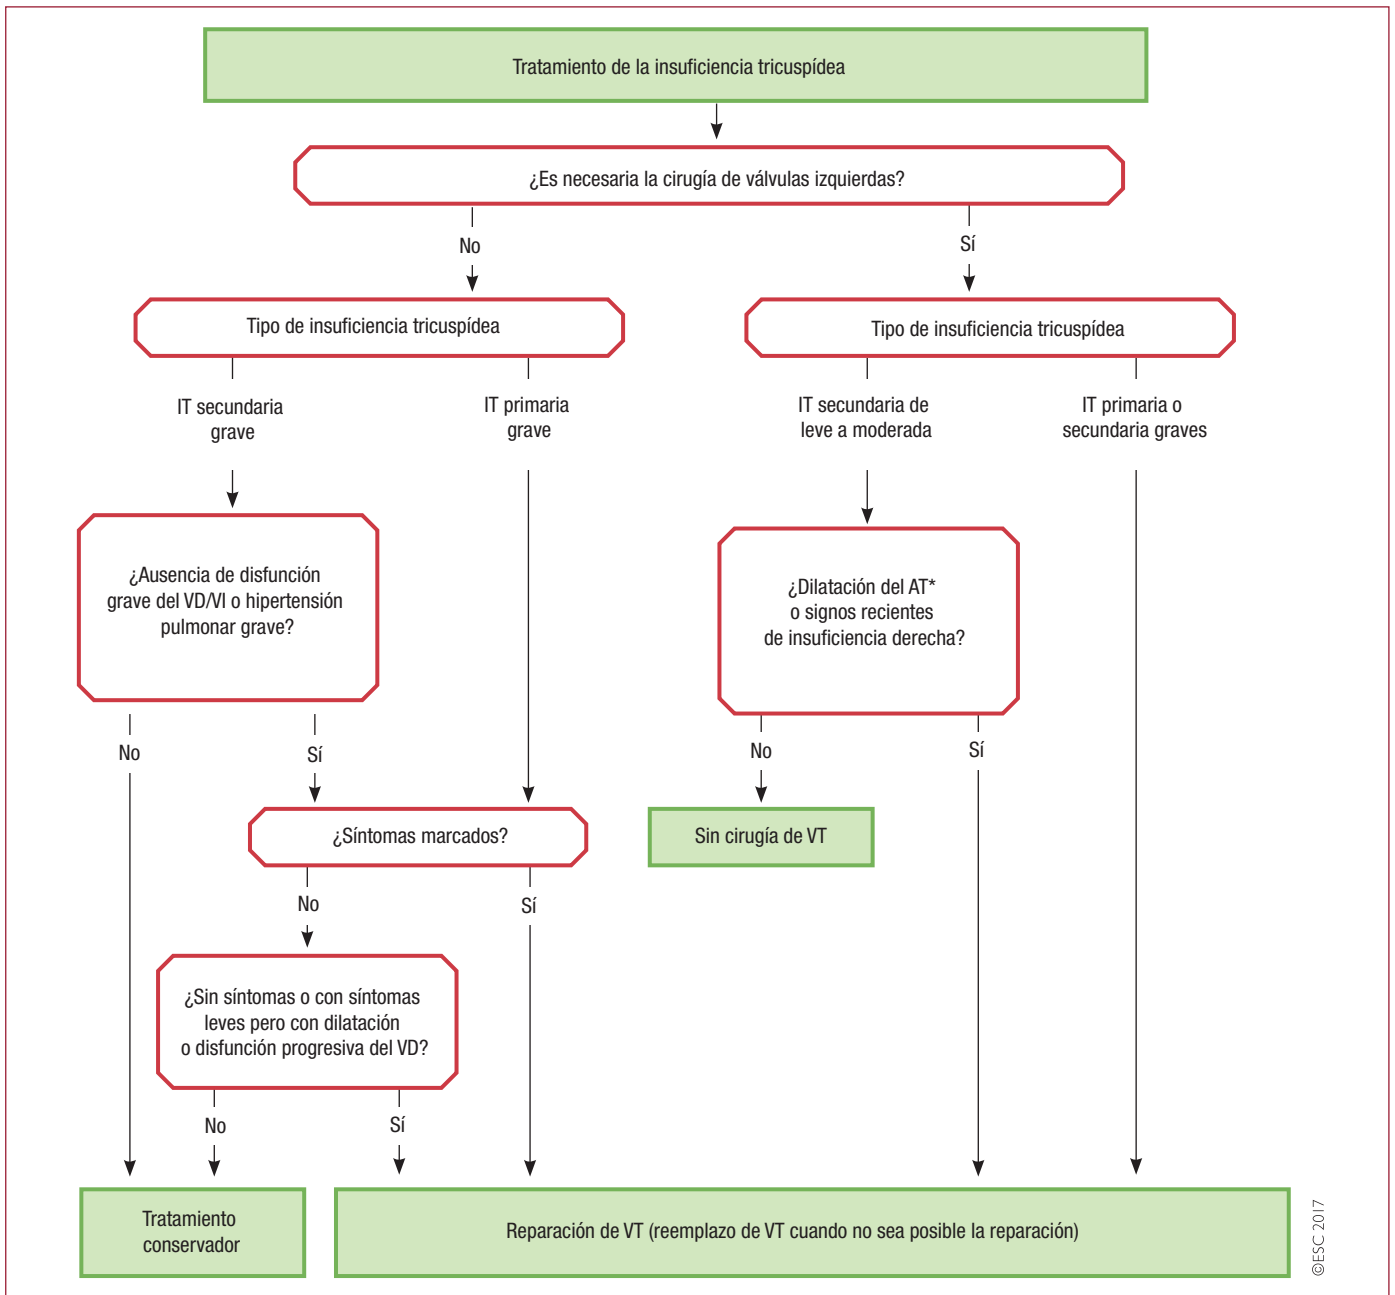 Tratamiento de la insuficiencia tricuspídea
¿Es necesaria la cirugía de válvulas izquierdas?
No
Sí
Tipo de insuficiencia tricuspídea
Tipo de insuficiencia tricuspídea
IT secundaria
grave
IT primaria
grave
IT secundaria de
leve a moderada
IT primaria o
secundaria graves
¿Ausencia de disfunción
grave del VD/VI o hipertensión
pulmonar grave?
¿Dilatación del AT*
o signos recientes
de insuficiencia derecha?
No
Sí
No
Sí
¿Síntomas marcados?
Sin cirugía de VT
No
Sí
¿Sin síntomas o con síntomas
leves pero con dilatación
o disfunción progresiva del VD?
No
Sí
Tratamiento
conservador
Reparación de VT (reemplazo de VT cuando no sea posible la reparación)
©ESC 2017